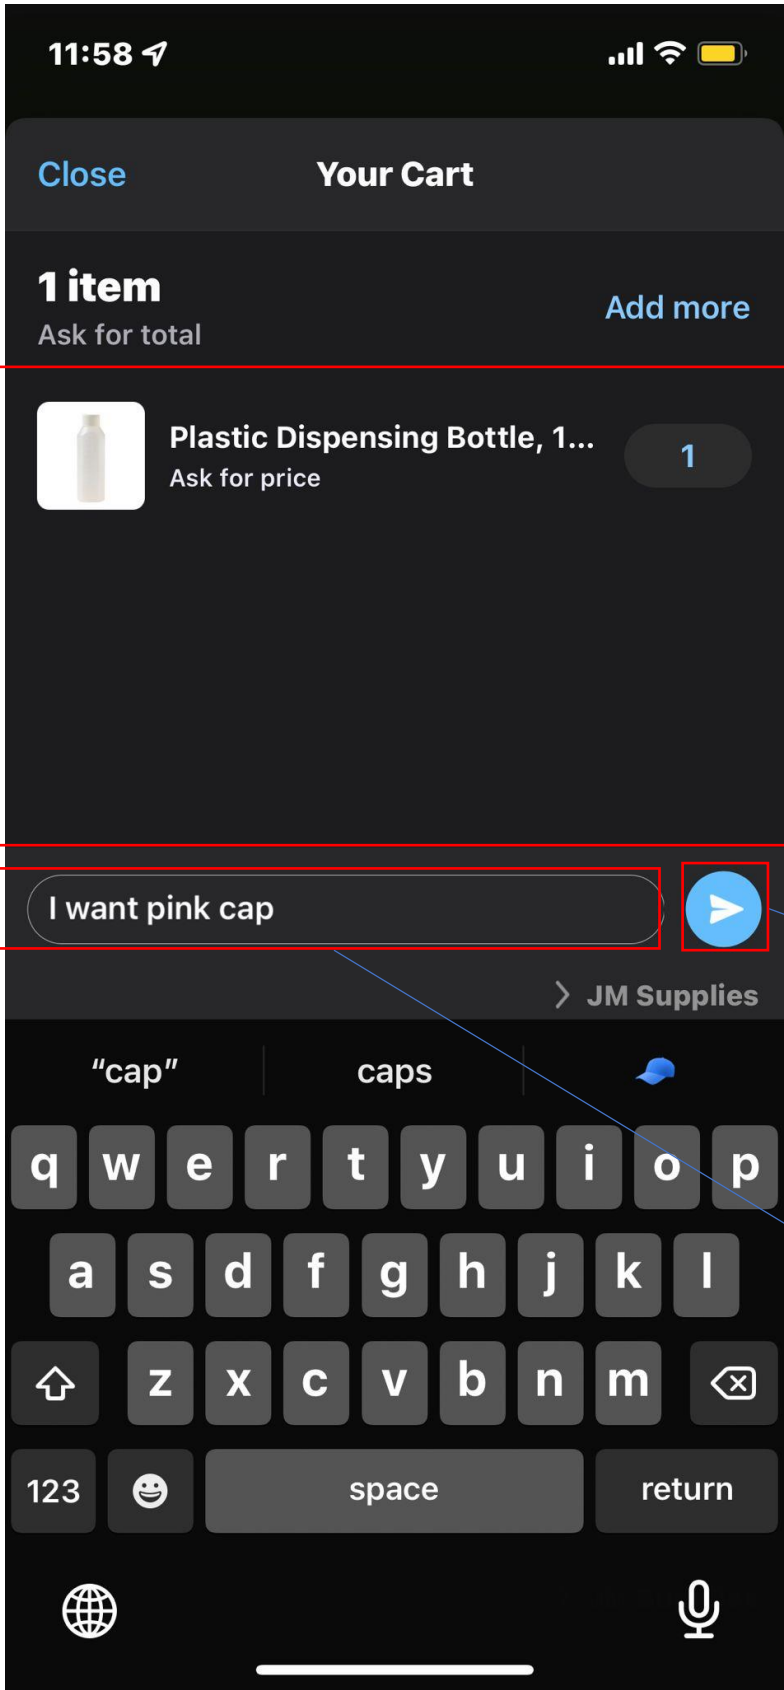 11:58
Close
Your Cart
1 item
Ask for total
Add more
Plastic Dispensing Bottle, 1...
Ask for price
1
I want pink cap
JM Supplies
“cap”
caps
q w e r t y u i o p
a s d f g h j k l
z x c v b n m
123
space
return